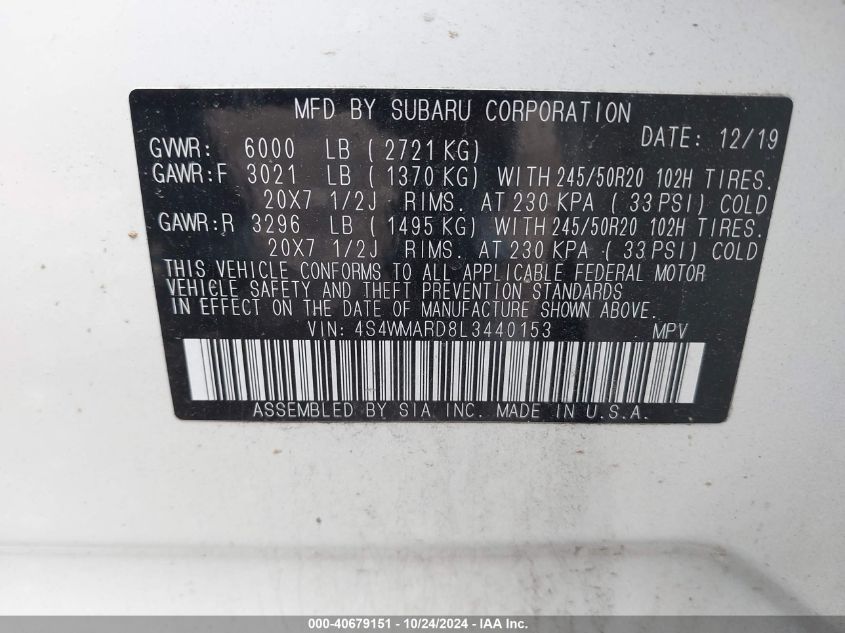 MFD BY SUBARU CORPORATION
DATE: 12/19
GVWR: 6000 LB ( 2721 KG)
GAWR:F 3021 LB ( 1370 KG) WITH 245/50R20 102H TIRES.
20X7 1/2J RIMS. AT 230 KPA ( 33 PSI) COLD
GAWR:R 3296 LB ( 1495 KG) WITH 245/50R20 102H TIRES.
20X7 1/2J RIMS. AT 230 KPA ( 33 PSI) COLD
THIS VEHICLE CONFORMS TO ALL APPLICABLE FEDERAL MOTOR
VEHICLE SAFETY AND THEFT PREVENTION STANDARDS
IN EFFECT ON THE DATE OF MANUFACTURE SHOWN ABOVE.
VIN: 4S4WMARD8L3440153 MPV
ASSEMBLED BY SIA INC. MADE IN U.S.A.
000-40679151 - 10/24/2024 - IAA Inc.